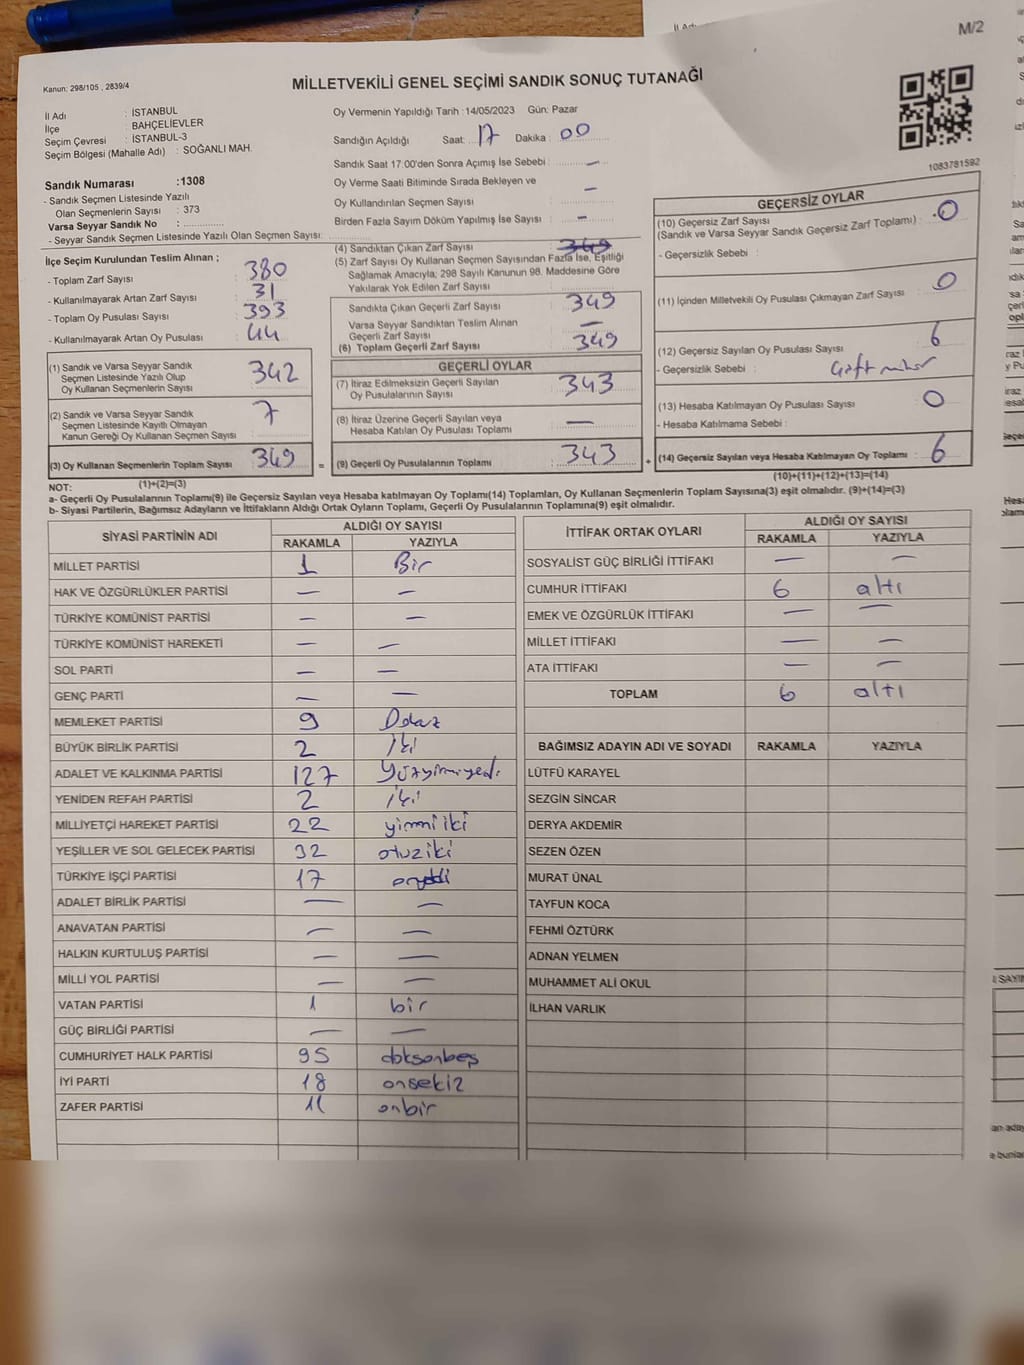 M/2
Kanun: 298/105 , 2839/4
MİLLETVEKİLİ GENEL SEÇİMİ SANDIK SONUÇ TUTANAĞI
İl Adı : İSTANBUL
İlçe : BAHÇELİEVLER
Seçim Çevresi : İSTANBUL-3
Seçim Bölgesi (Mahalle Adı) : SOĞANLI MAH.
Oy Vermenin Yapıldığı Tarih : 14/05/2023 Gün: Pazar
Sandığın Açıldığı Saat: 17 Dakika : 00
Sandık Saat 17:00'den Sonra Açımış İse Sebebi : —
Oy Verme Saati Bitiminde Sırada Bekleyen ve
Oy Kullandırılan Seçmen Sayısı —
Birden Fazla Sayım Döküm Yapılmış İse Sayısı : —
1083781592
Sandık Numarası :1308
- Sandık Seçmen Listesinde Yazılı
Olan Seçmenlerin Sayısı : 373
Varsa Seyyar Sandık No :
- Seyyar Sandık Seçmen Listesinde Yazılı Olan Seçmen Sayısı:
İlçe Seçim Kurulundan Teslim Alınan ;
- Toplam Zarf Sayısı : 380
- Kullanılmayarak Artan Zarf Sayısı : 31
- Toplam Oy Pusulası Sayısı : 393
- Kullanılmayarak Artan Oy Pusulası : 44
(4) Sandıktan Çıkan Zarf Sayısı : 349
(5) Zarf Sayısı Oy Kullanan Seçmen Sayısından Fazla İse, Eşitliği
Sağlamak Amacıyla; 298 Sayılı Kanunun 98. Maddesine Göre
Yakılarak Yok Edilen Zarf Sayısı :
Sandıkta Çıkan Geçerli Zarf Sayısı : 349
Varsa Seyyar Sandıktan Teslim Alınan
Geçerli Zarf Sayısı : —
(6) Toplam Geçerli Zarf Sayısı : 349
GEÇERSİZ OYLAR
(10) Geçersiz Zarf Sayısı
(Sandık ve Varsa Seyyar Sandık Geçersiz Zarf Toplamı) : 0
- Geçersizlik Sebebi :
(11) İçinden Milletvekili Oy Pusulası Çıkmayan Zarf Sayısı : 0
(12) Geçersiz Sayılan Oy Pusulası Sayısı : 6
- Geçersizlik Sebebi :
(13) Hesaba Katılmayan Oy Pusulası Sayısı : 0
- Hesaba Katılmama Sebebi :
(14) Geçersiz Sayılan veya Hesaba Katılmayan Oy Toplamı : 6
(10)+(11)+(12)+(13)=(14)
(1) Sandık ve Varsa Seyyar Sandık
Seçmen Listesinde Yazılı Olup
Oy Kullanan Seçmenlerin Sayısı : 342
(2) Sandık ve Varsa Seyyar Sandık
Seçmen Listesinde Kayıtlı Olmayan
Kanun Gereği Oy Kullanan Seçmen Sayısı : 7
(3) Oy Kullanan Seçmenlerin Toplam Sayısı : 349 =
(1)+(2)=(3)
GEÇERLİ OYLAR
(7) İtiraz Edilmeksizin Geçerli Sayılan
Oy Pusulalarının Sayısı : 343
(8) İtiraz Üzerine Geçerli Sayılan veya
Hesaba Katılan Oy Pusulası Toplamı : —
(9) Geçerli Oy Pusulalarının Toplamı : 343 +
NOT:
a- Geçerli Oy Pusulalarının Toplamı(9) ile Geçersiz Sayılan veya Hesaba katılmayan Oy Toplamı(14) Toplamları, Oy Kullanan Seçmenlerin Toplam Sayısına(3) eşit olmalıdır. (9)+(14)=(3)
b- Siyasi Partilerin, Bağımsız Adayların ve İttifakların Aldığı Ortak Oyların Toplamı, Geçerli Oy Pusulalarının Toplamına(9) eşit olmalıdır.
SİYASİ PARTİNİN ADI ALDIĞI OY SAYISI
RAKAMLA YAZIYLA
MİLLET PARTİSİ 1 Bir
HAK VE ÖZGÜRLÜKLER PARTİSİ — —
TÜRKİYE KOMÜNİST PARTİSİ — —
TÜRKİYE KOMÜNİST HAREKETİ — —
SOL PARTİ — —
GENÇ PARTİ — —
MEMLEKET PARTİSİ 9
BÜYÜK BİRLİK PARTİSİ 2 İki
ADALET VE KALKINMA PARTİSİ 127 Yüzyirmiyedi
YENİDEN REFAH PARTİSİ 2 iki
MİLLİYETÇİ HAREKET PARTİSİ 22 yirmi iki
YEŞİLLER VE SOL GELECEK PARTİSİ 32 otuziki
TÜRKİYE İŞÇİ PARTİSİ 17 onyedi
ADALET BİRLİK PARTİSİ — —
ANAVATAN PARTİSİ — —
HALKIN KURTULUŞ PARTİSİ — —
MİLLİ YOL PARTİSİ — —
VATAN PARTİSİ 1 bir
GÜÇ BİRLİĞİ PARTİSİ — —
CUMHURİYET HALK PARTİSİ 95 doksanbeş
İYİ PARTİ 18 onsekiz
ZAFER PARTİSİ 11 onbir
İTTİFAK ORTAK OYLARI ALDIĞI OY SAYISI
RAKAMLA YAZIYLA
SOSYALİST GÜÇ BİRLİĞİ İTTİFAKI — —
CUMHUR İTTİFAKI 6 altı
EMEK VE ÖZGÜRLÜK İTTİFAKI — —
MİLLET İTTİFAKI — —
ATA İTTİFAKI — —
TOPLAM 6 altı
BAĞIMSIZ ADAYIN ADI VE SOYADI RAKAMLA YAZIYLA
LÜTFÜ KARAYEL
SEZGİN SİNCAR
DERYA AKDEMİR
SEZEN ÖZEN
MURAT ÜNAL
TAYFUN KOCA
FEHMİ ÖZTÜRK
ADNAN YELMEN
MUHAMMET ALİ OKUL
İLHAN VARLIK